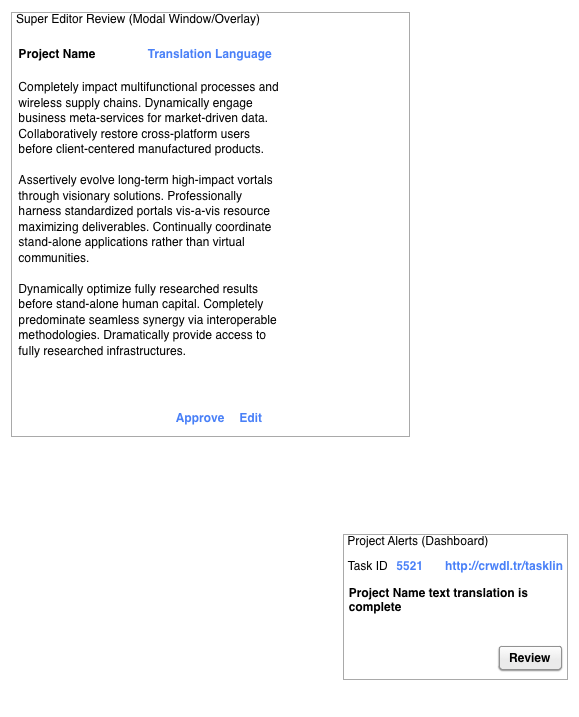 Super Editor Review (Modal Window/Overlay)
Project Name Translation Language
Completely impact multifunctional processes and
wireless supply chains. Dynamically engage
business meta-services for market-driven data.
Collaboratively restore cross-platform users
before client-centered manufactured products.
Assertively evolve long-term high-impact vortals
through visionary solutions. Professionally
harness standardized portals vis-a-vis resource
maximizing deliverables. Continually coordinate
stand-alone applications rather than virtual
communities.
Dynamically optimize fully researched results
before stand-alone human capital. Completely
predominate seamless synergy via interoperable
methodologies. Dramatically provide access to
fully researched infrastructures.
Approve Edit
Project Alerts (Dashboard)
Task ID 5521 http://crwdl.tr/tasklin
Project Name text translation is
complete
Review